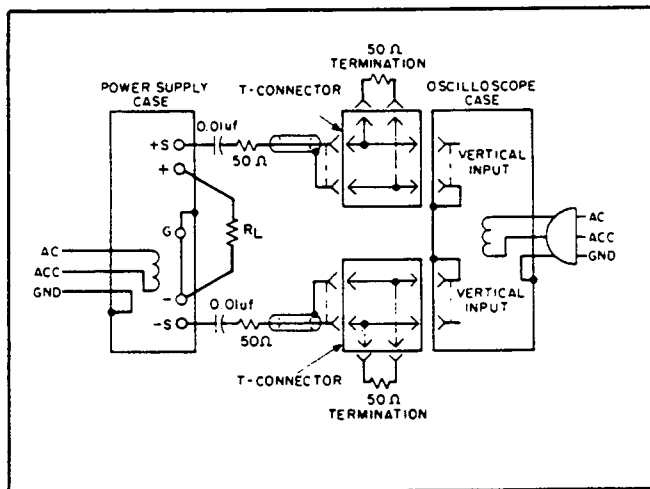 50 Ω
TERMINATION
T-CONNECTOR
POWER SUPPLY
CASE
OSCILLOSCOPE
CASE
0.01uf
+S
50 Ω
+
VERTICAL
INPUT
G
RL
AC
ACC
GND
AC
ACC
GND
-
0.01uf
VERTICAL
INPUT
-S
50Ω
T-CONNECTOR
50 Ω
TERMINATION